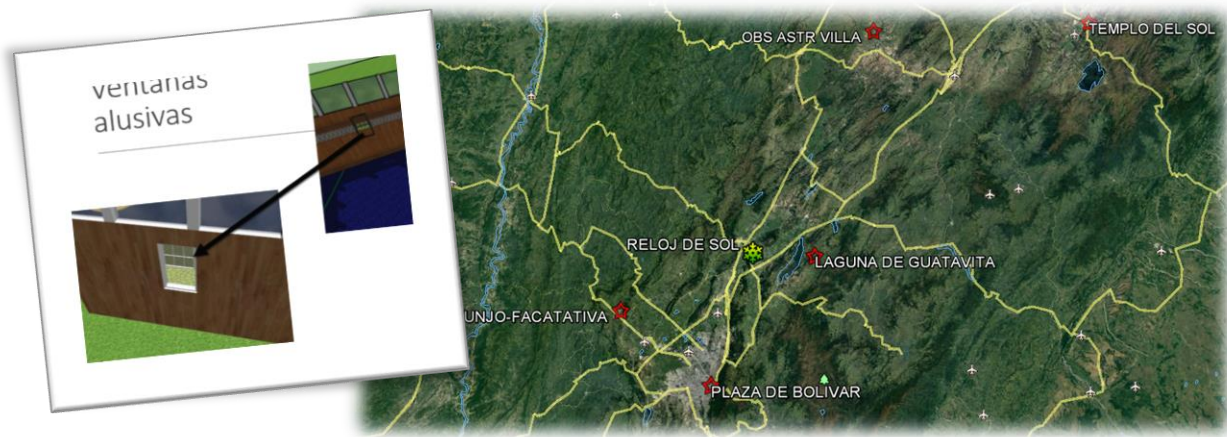 ventanas
alusivas
OBS ASTR VILLA
TEMPLO DEL SOL
RELOJ DE SOL
LAGUNA DE GUATAVITA
UNJO-FACATATIVA
PLAZA DE BOLIVAR